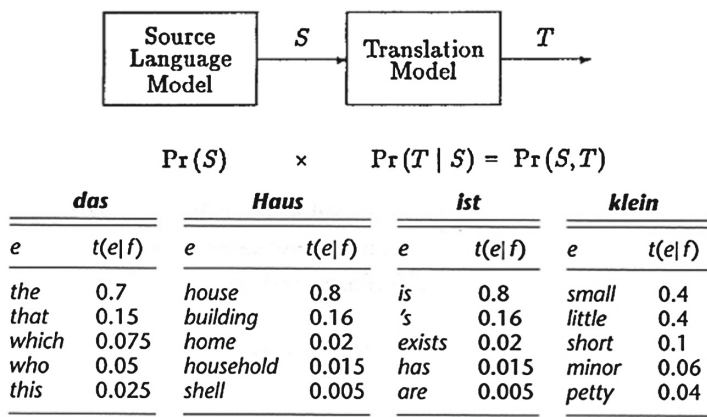 Source Language Model
S
Translation Model
T
Pr(S) × Pr(T | S) = Pr(S,T)
das Haus ist klein
e t(e|f) e t(e|f) e t(e|f) e t(e|f)
the 0.7 house 0.8 is 0.8 small 0.4
that 0.15 building 0.16 's 0.16 little 0.4
which 0.075 home 0.02 exists 0.02 short 0.1
who 0.05 household 0.015 has 0.015 minor 0.06
this 0.025 shell 0.005 are 0.005 petty 0.04